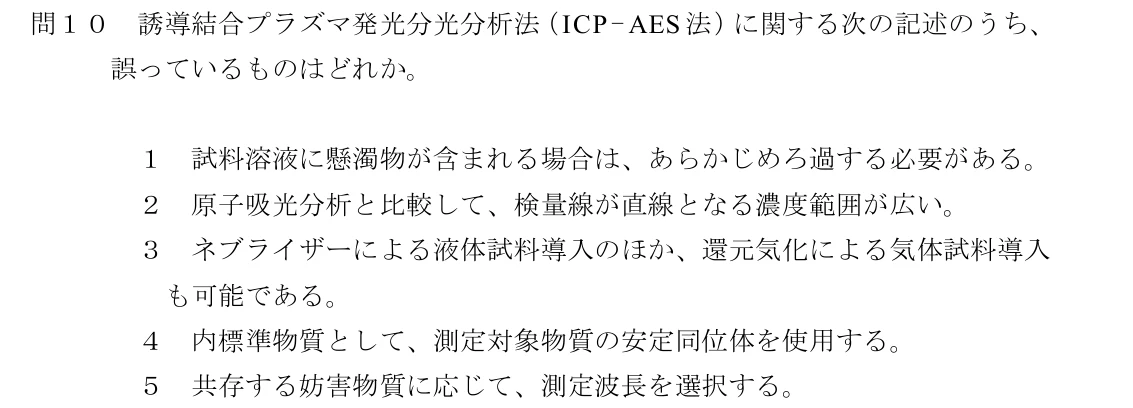 問１０　誘導結合プラズマ発光分光分析法（ICP−AES法）に関する次の記述のうち、
誤っているものはどれか。
１　試料溶液に懸濁物が含まれる場合は、あらかじめろ過する必要がある。
２　原子吸光分析と比較して、検量線が直線となる濃度範囲が広い。
３　ネブライザーによる液体試料導入のほか、還元気化による気体試料導入
も可能である。
４　内標準物質として、測定対象物質の安定同位体を使用する。
５　共存する妨害物質に応じて、測定波長を選択する。